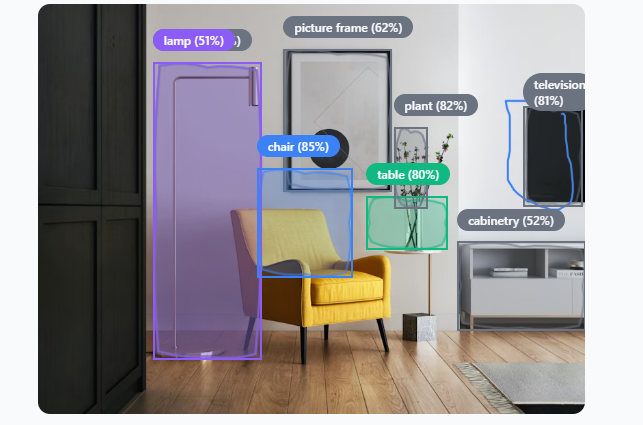 picture frame (62%)
lamp (51%)
television
(81%)
plant (82%)
chair (85%)
table (80%)
cabinetry (52%)